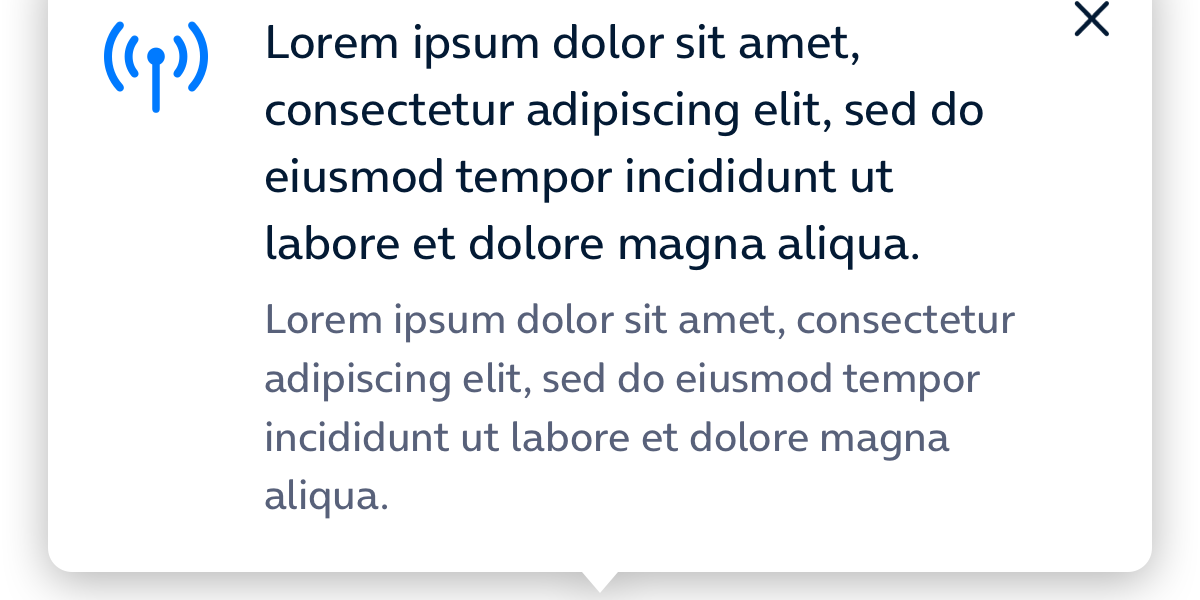 Lorem ipsum dolor sit amet,
consectetur adipiscing elit, sed do
eiusmod tempor incididunt ut
labore et dolore magna aliqua.
Lorem ipsum dolor sit amet, consectetur
adipiscing elit, sed do eiusmod tempor
incididunt ut labore et dolore magna
aliqua.